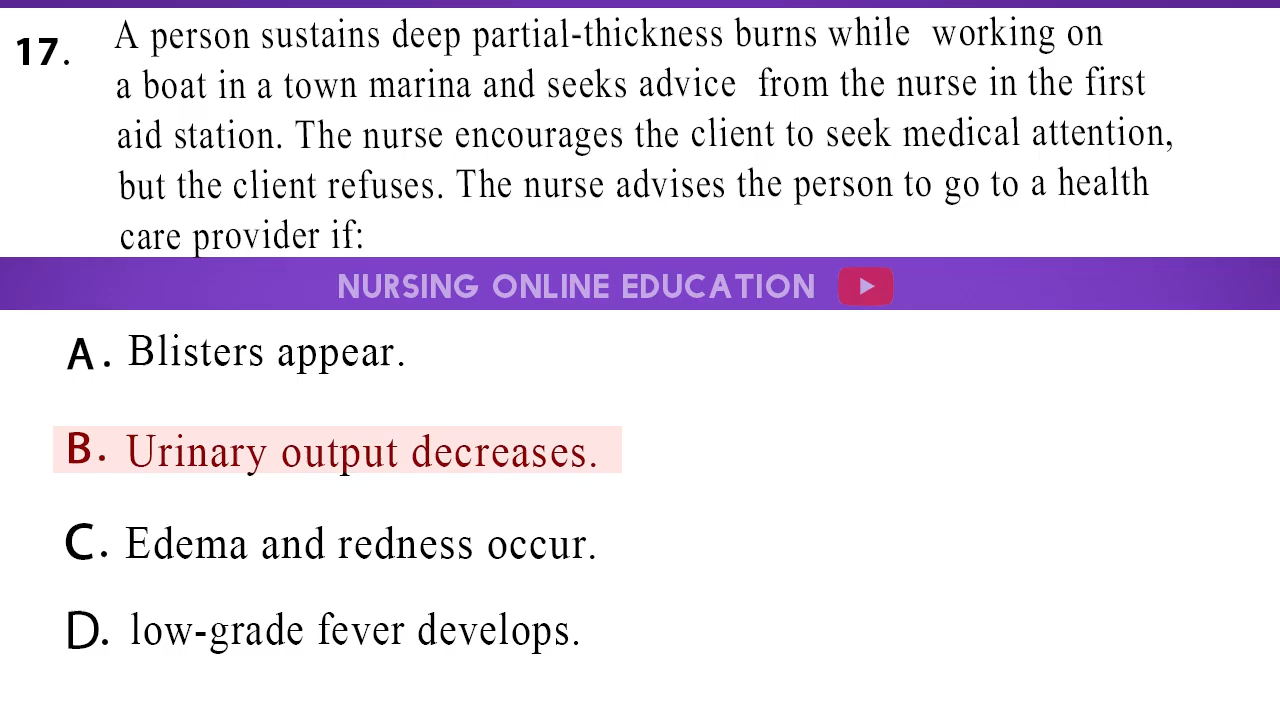 17. A person sustains deep partial-thickness burns while working on
a boat in a town marina and seeks advice from the nurse in the first
aid station. The nurse encourages the client to seek medical attention,
but the client refuses. The nurse advises the person to go to a health
care provider if:
NURSING ONLINE EDUCATION
A. Blisters appear.
B. Urinary output decreases.
C. Edema and redness occur.
D. low-grade fever develops.